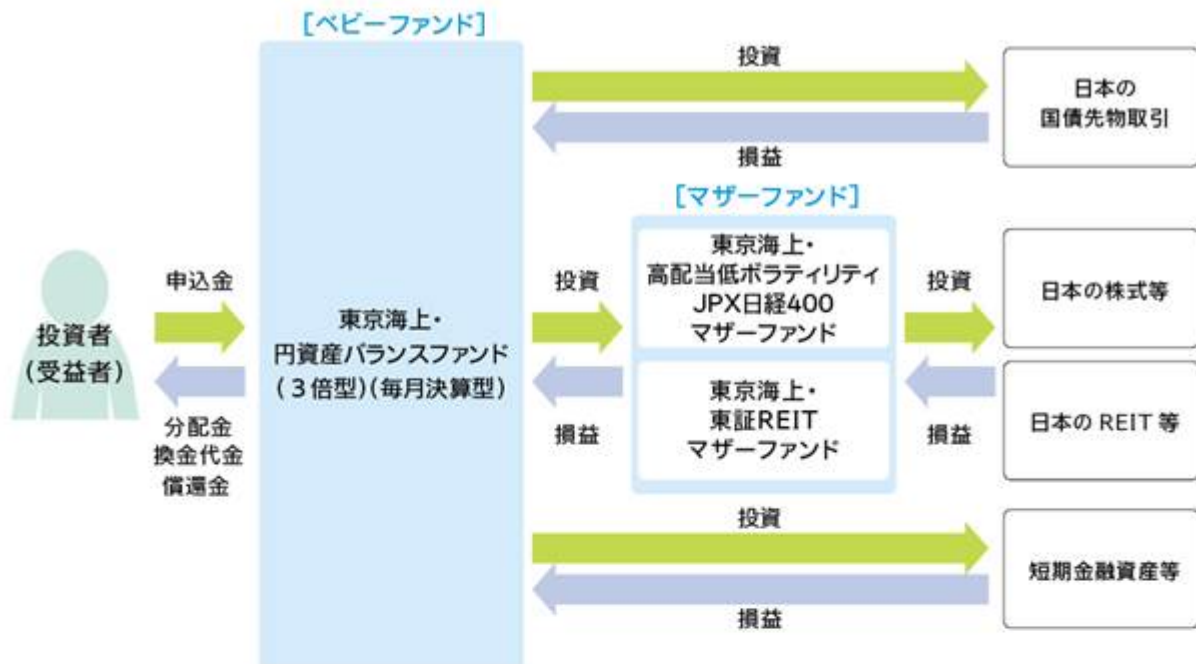 ［ベビーファンド］
投資
日本の
国債先物取引
損益
［マザーファンド］
投資者
（受益者）
申込金
分配金
換金代金
償還金
東京海上・
円資産バランスファンド
（３倍型）（毎月決算型）
投資
損益
東京海上・
高配当低ボラティリティ
JPX日経400
マザーファンド
東京海上・
東証REIT
マザーファンド
投資
損益
日本の株式等
日本の REIT 等
投資
短期金融資産等
損益